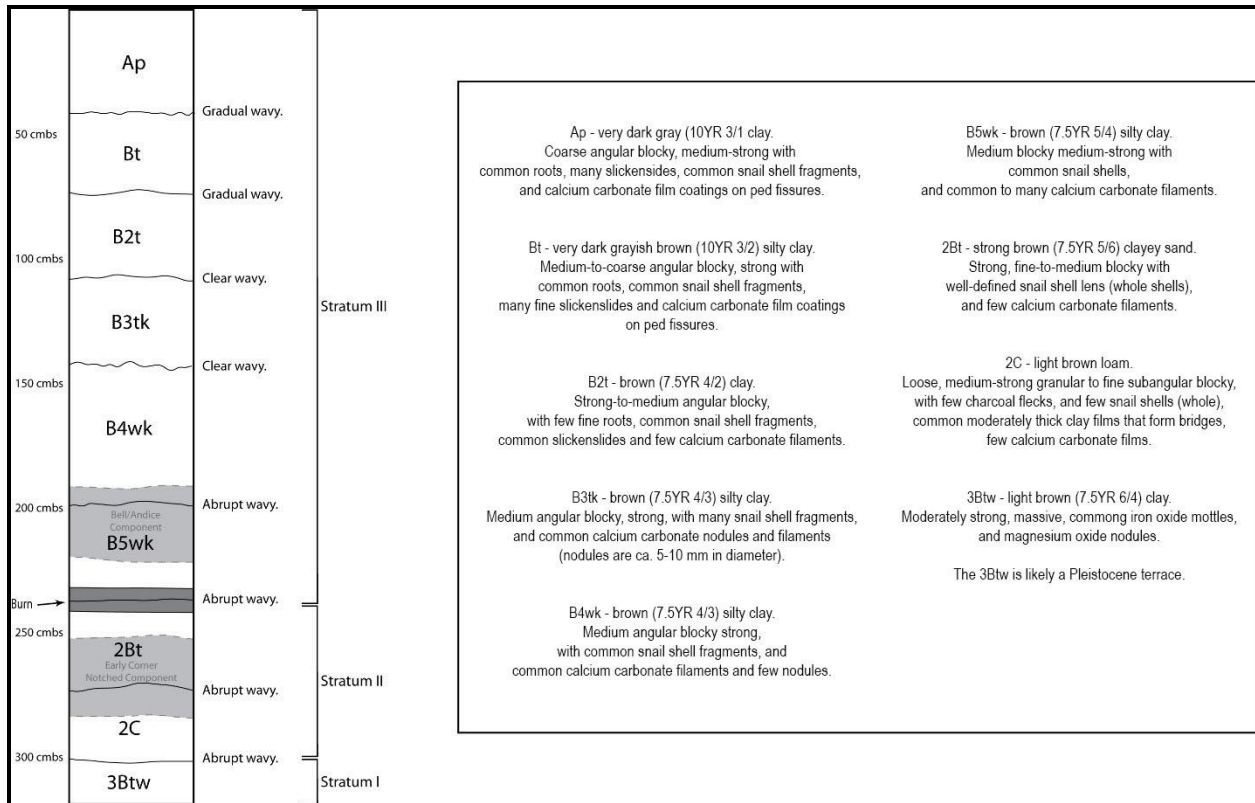 Ap
Gradual wavy.
50 cmbs
Bt
Gradual wavy.
B2t
100 cmbs
Clear wavy.
B3tk
Stratum III
Clear wavy.
150 cmbs
B4wk
200 cmbs
Abrupt wavy.
Bell/Andice
Component
B5wk
Burn
Abrupt wavy.
250 cmbs
2Bt
Early Corner
Notched Component
Stratum II
Abrupt wavy.
2C
300 cmbs
Abrupt wavy.
3Btw
Stratum I
Ap - very dark gray (10YR 3/1 clay.
Coarse angular blocky, medium-strong with
common roots, many slickensides, common snail shell fragments,
and calcium carbonate film coatings on ped fissures.
Bt - very dark grayish brown (10YR 3/2) silty clay.
Medium-to-coarse angular blocky, strong with
common roots, common snail shell fragments,
many fine slickenslides and calcium carbonate film coatings
on ped fissures.
B2t - brown (7.5YR 4/2) clay.
Strong-to-medium angular blocky,
with few fine roots, common snail shell fragments,
common slickenslides and few calcium carbonate filaments.
B3tk - brown (7.5YR 4/3) silty clay.
Medium angular blocky, strong, with many snail shell fragments,
and common calcium carbonate nodules and filaments
(nodules are ca. 5-10 mm in diameter).
B4wk - brown (7.5YR 4/3) silty clay.
Medium angular blocky strong,
with common snail shell fragments, and
common calcium carbonate filaments and few nodules.
B5wk - brown (7.5YR 5/4) silty clay.
Medium blocky medium-strong with
common snail shells,
and common to many calcium carbonate filaments.
2Bt - strong brown (7.5YR 5/6) clayey sand.
Strong, fine-to-medium blocky with
well-defined snail shell lens (whole shells),
and few calcium carbonate filaments.
2C - light brown loam.
Loose, medium-strong granular to fine subangular blocky,
with few charcoal flecks, and few snail shells (whole),
common moderately thick clay films that form bridges,
few calcium carbonate films.
3Btw - light brown (7.5YR 6/4) clay.
Moderately strong, massive, commong iron oxide mottles,
and magnesium oxide nodules.
The 3Btw is likely a Pleistocene terrace.